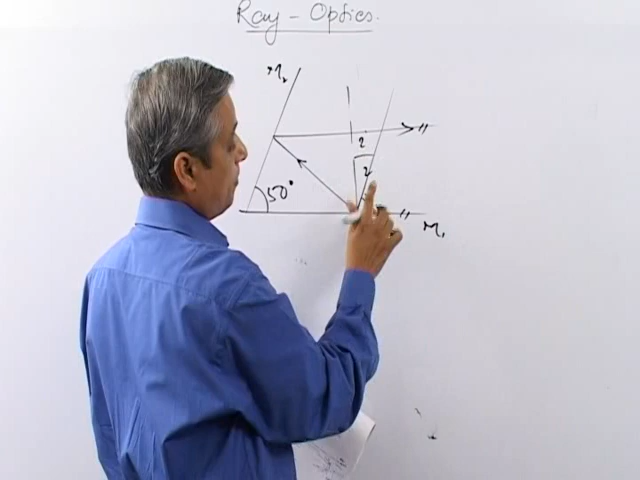 Ray - Optics.
M₂
i
i
50°
M₁